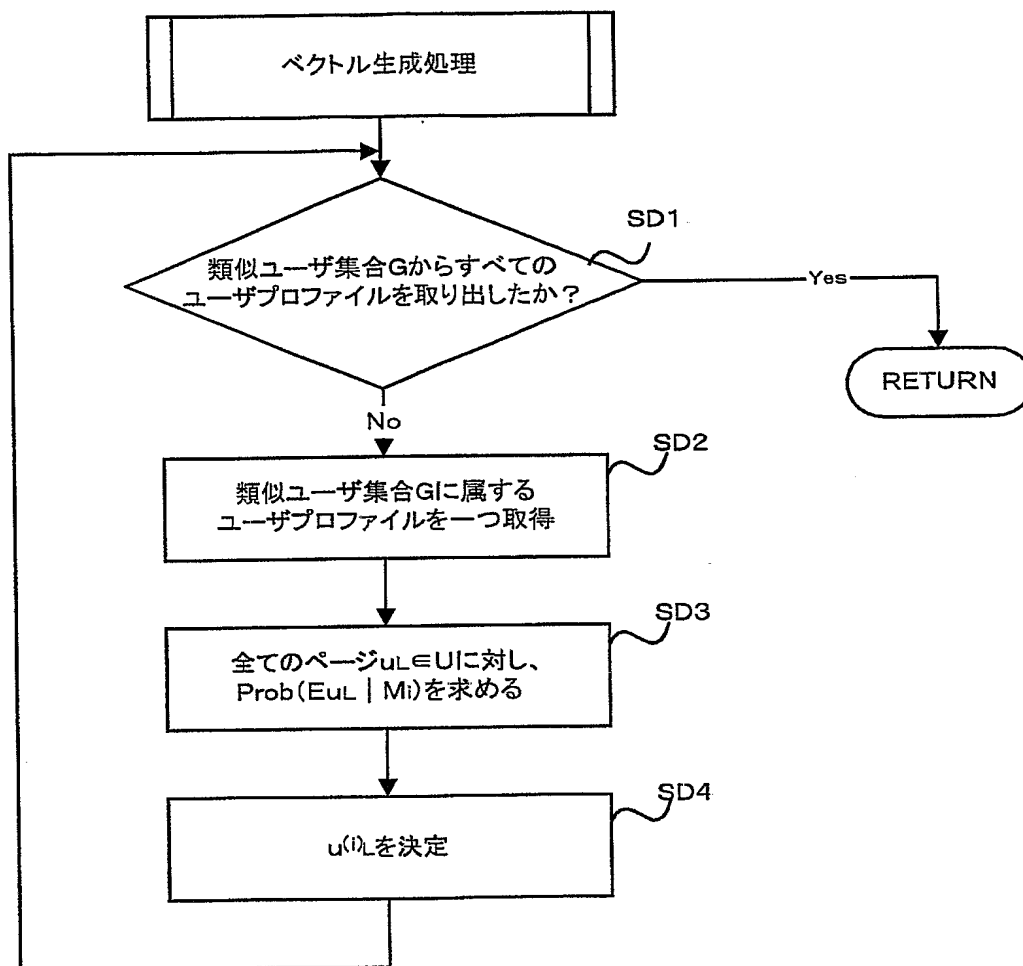 ベクトル生成処理
SD1
類似ユーザ集合Gからすべての
ユーザプロファイルを取り出したか？
Yes
RETURN
No
SD2
類似ユーザ集合Gに属する
ユーザプロファイルを一つ取得
SD3
全てのページuL∈Uに対し、
Prob(EuL | Mi)を求める
SD4
u(i)Lを決定